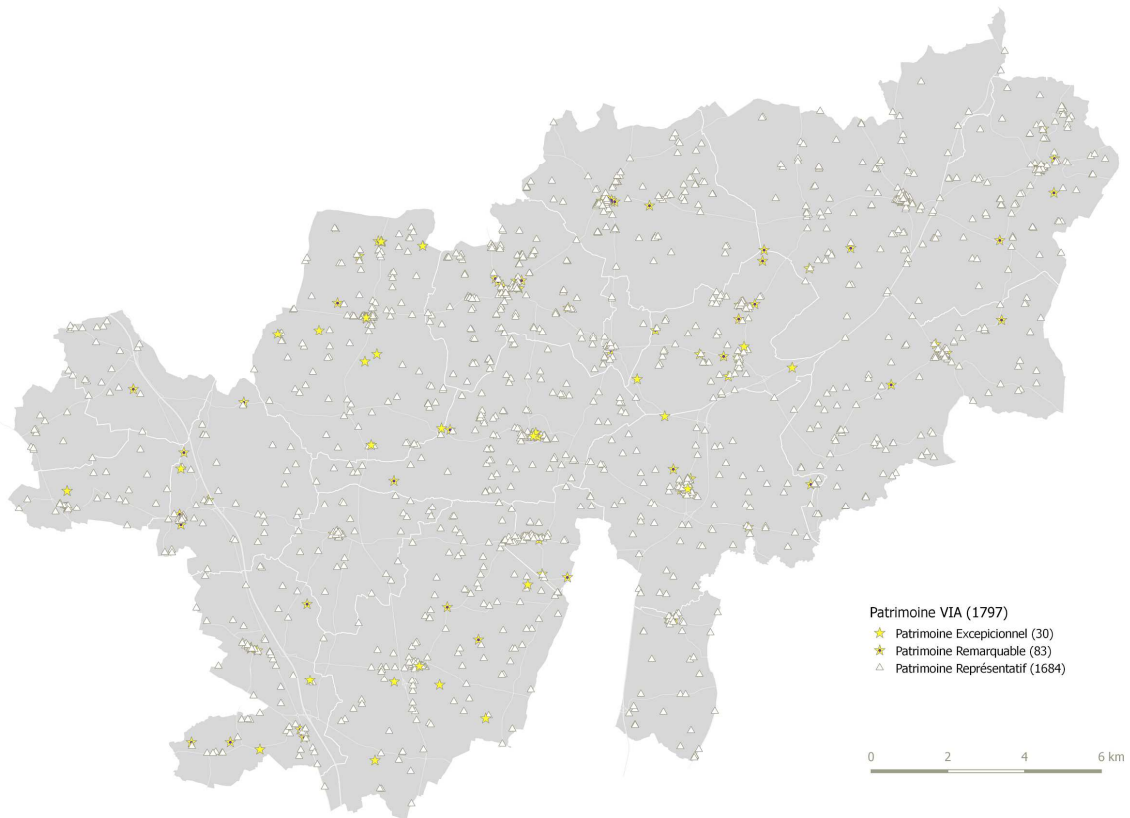 Patrimoine VIA (1797)
Patrimoine Excepicionnel (30)
Patrimoine Remarquable (83)
Patrimoine Représentatif (1684)
0 2 4 6 km